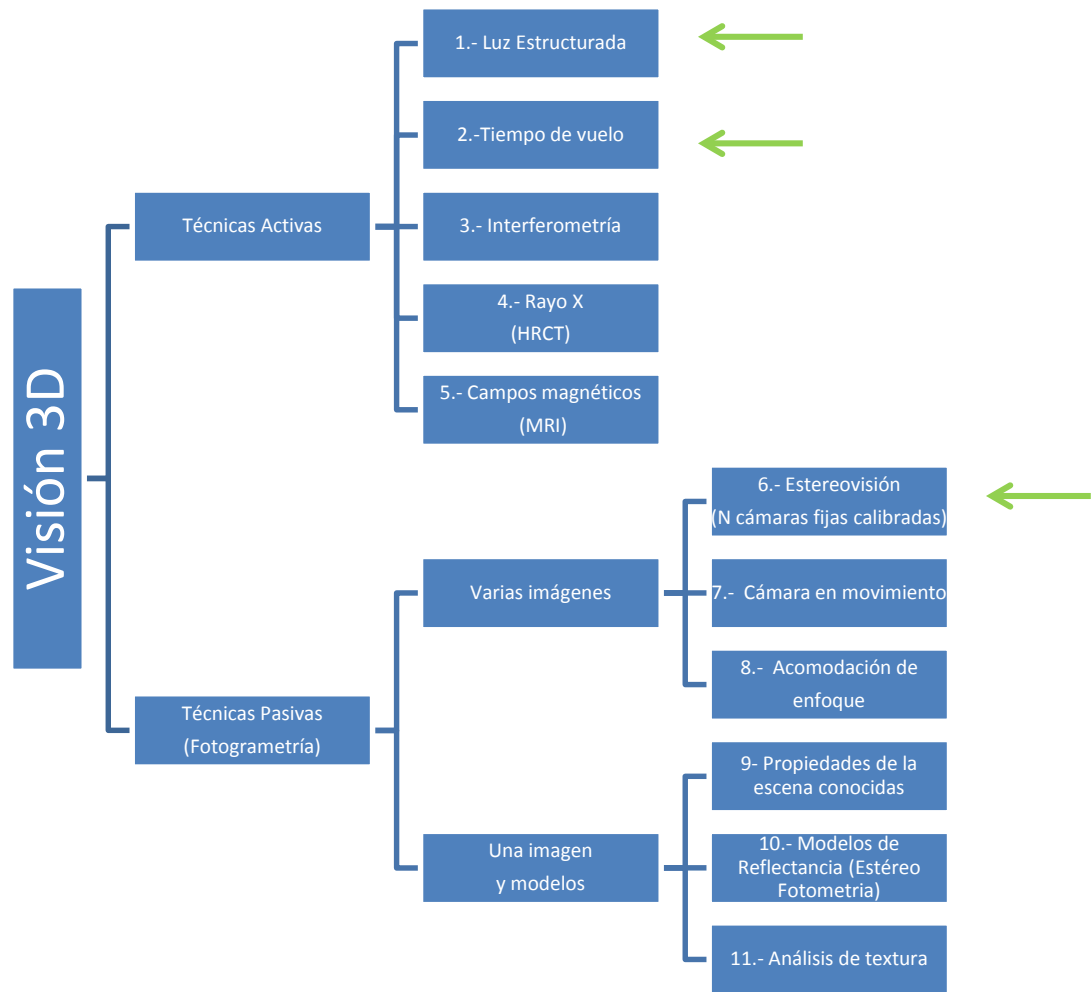 Visión 3D
Técnicas Activas
1.- Luz Estructurada
2.-Tiempo de vuelo
3.- Interferometría
4.- Rayo X
(HRCT)
5.- Campos magnéticos
(MRI)
Técnicas Pasivas
(Fotogrametría)
Varias imágenes
6.- Estereovisión
(N cámaras fijas calibradas)
7.- Cámara en movimiento
8.- Acomodación de
enfoque
Una imagen
y modelos
9- Propiedades de la
escena conocidas
10.- Modelos de
Reflectancia (Estéreo
Fotometria)
11.- Análisis de textura